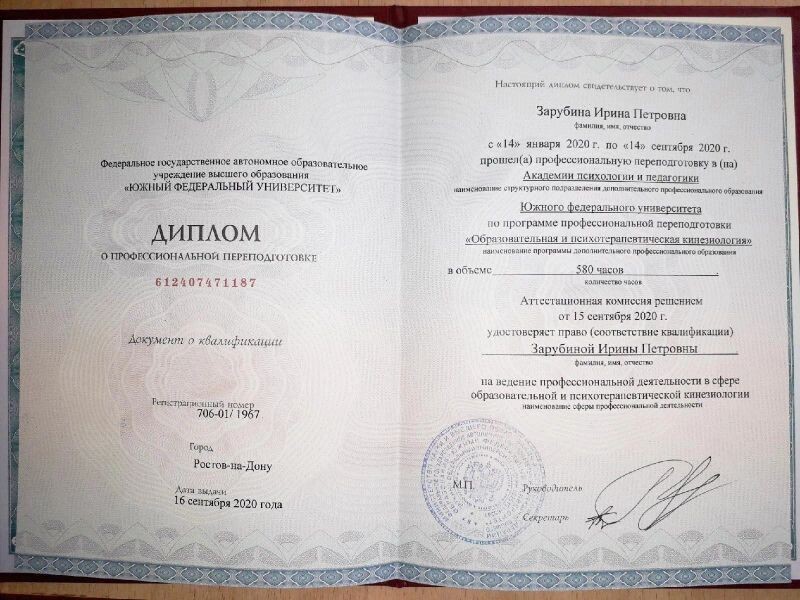 Федеральное государственное автономное образовательное
учреждение высшего образования
«ЮЖНЫЙ ФЕДЕРАЛЬНЫЙ УНИВЕРСИТЕТ»
ДИПЛОМ
О ПРОФЕССИОНАЛЬНОЙ ПЕРЕПОДГОТОВКЕ
612407471187
Документ о квалификации
Регистрационный номер
706-01/ 1967
Город
Ростов-на-Дону
Дата выдачи
16 сентября 2020 года
Настоящий диплом свидетельствует о том, что
Зарубина Ирина Петровна
фамилия, имя, отчество
с «14» января 2020 г. по «14» сентября 2020 г.
прошел(а) профессиональную переподготовку в (на)
Академии психологии и педагогики
наименование структурного подразделения дополнительного профессионального образования
Южного федерального университета
по программе профессиональной переподготовки
«Образовательная и психотерапевтическая кинезиология»
наименование программы дополнительного профессионального образования
в объеме 580 часов .
количество часов
Аттестационная комиссия решением
от 15 сентября 2020 г.
удостоверяет право (соответствие квалификации)
Зарубиной Ирины Петровны
фамилия, имя, отчество
на ведение профессиональной деятельности в сфере
образовательной и психотерапевтической кинезиологии
наименование сферы профессиональной деятельности
М.П.
Руководитель
Секретарь